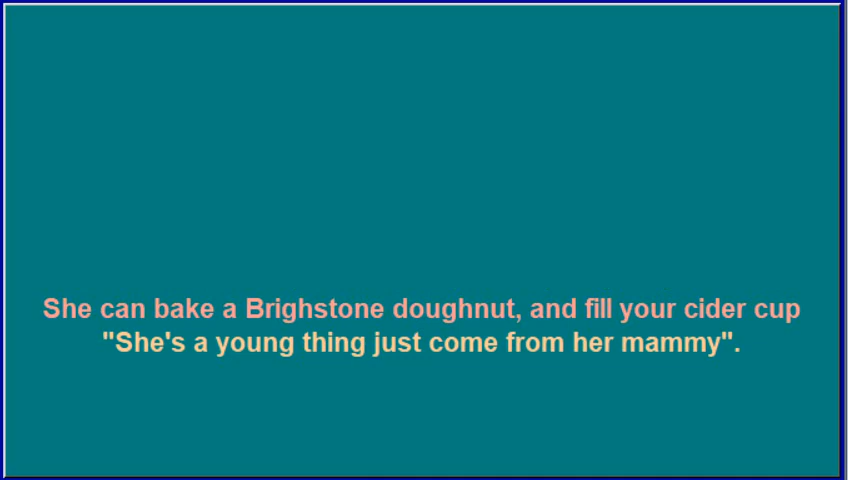 She can bake a Brighstone doughnut, and fill your cider cup
"She's a young thing just come from her mammy".